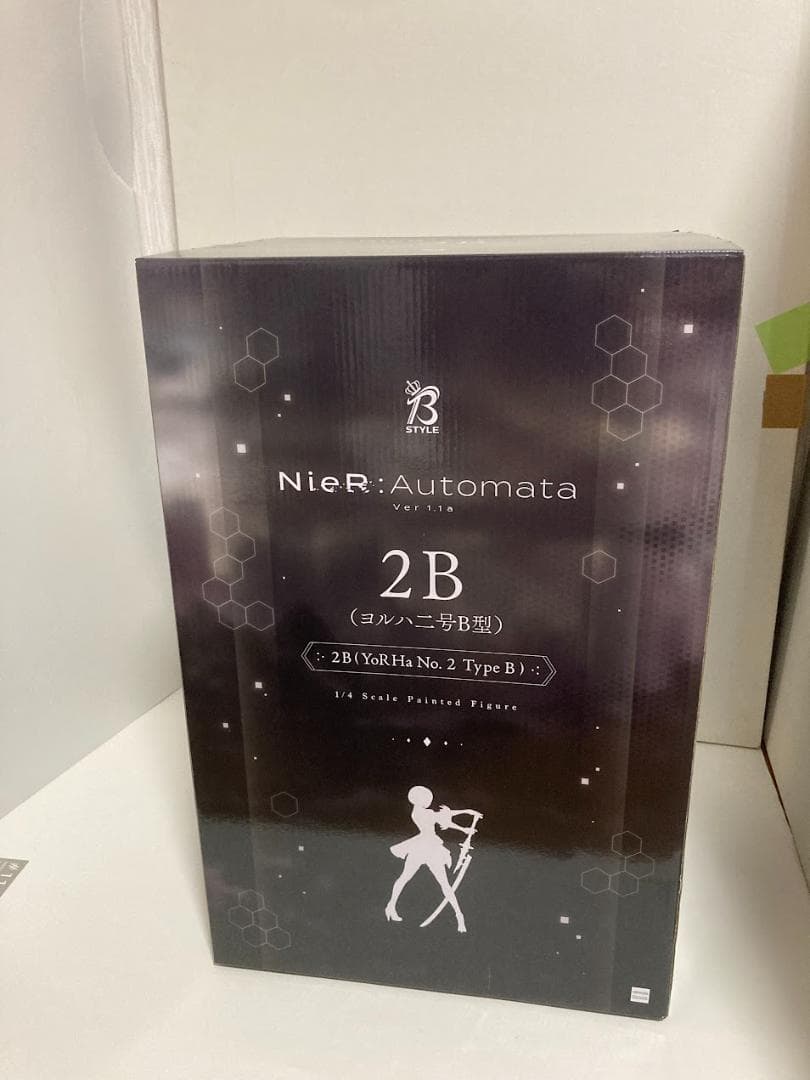 B
STYLE
NieR:Automata
Ver 1.1a
2B
（ヨルハ二号B型）
2B(YoRHa No. 2 Type B)
1/4 Scale Painted Figure